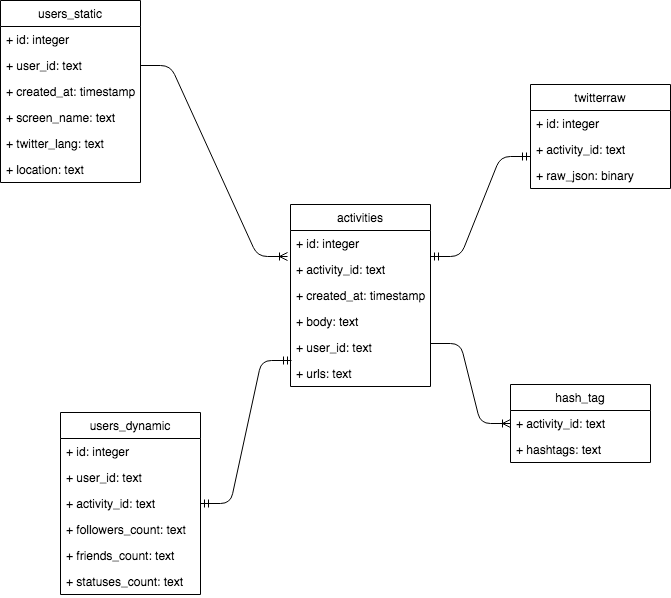 users_static
+ id: integer
+ user_id: text
+ created_at: timestamp
+ screen_name: text
+ twitter_lang: text
+ location: text
twitterraw
+ id: integer
+ activity_id: text
+ raw_json: binary
activities
+ id: integer
+ activity_id: text
+ created_at: timestamp
+ body: text
+ user_id: text
+ urls: text
hash_tag
+ activity_id: text
+ hashtags: text
users_dynamic
+ id: integer
+ user_id: text
+ activity_id: text
+ followers_count: text
+ friends_count: text
+ statuses_count: text